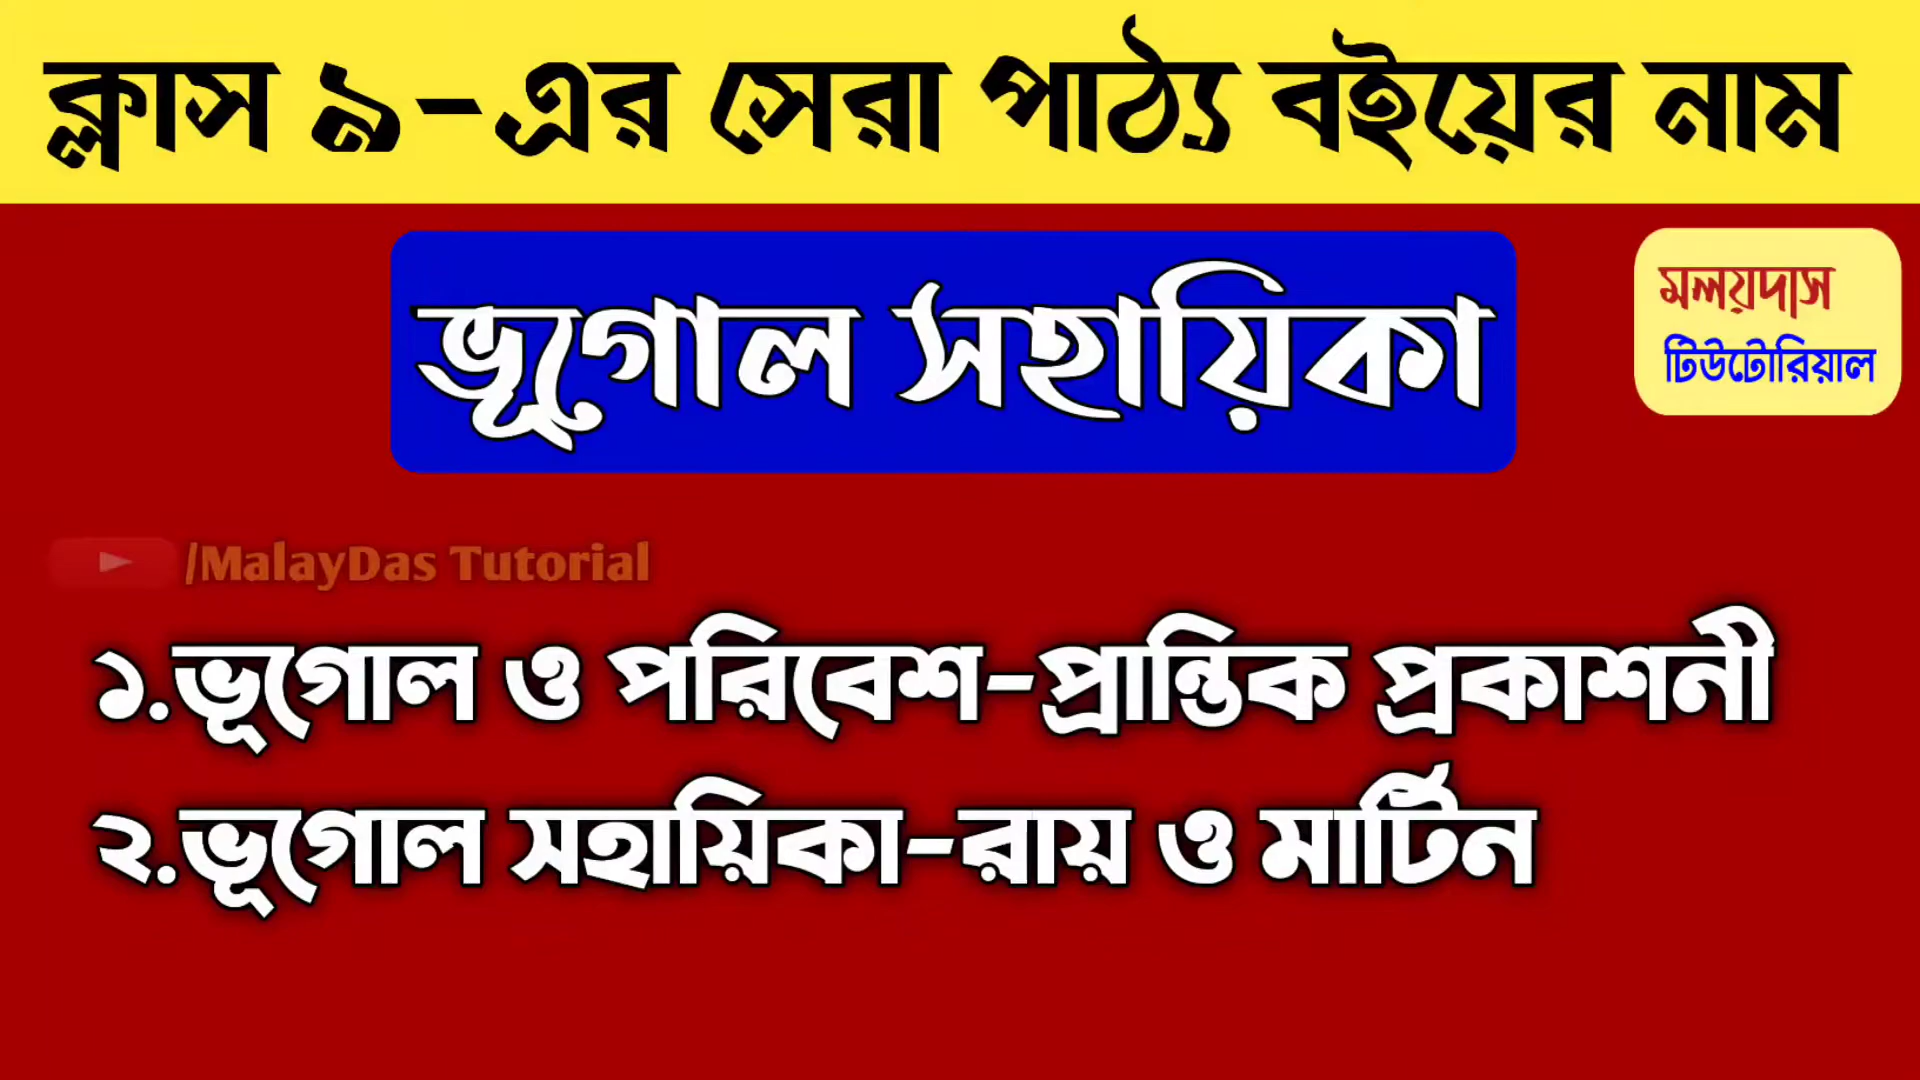 ক্লাস ৯-এর সেরা পাঠ্য বইয়ের নাম
ভূগোল সহায়িকা
মলয়দাস
টিউটোরিয়াল
/MalayDas Tutorial
১.ভূগোল ও পরিবেশ-প্রান্তিক প্রকাশনী
২.ভূগোল সহায়িকা-রায় ও মার্টিন